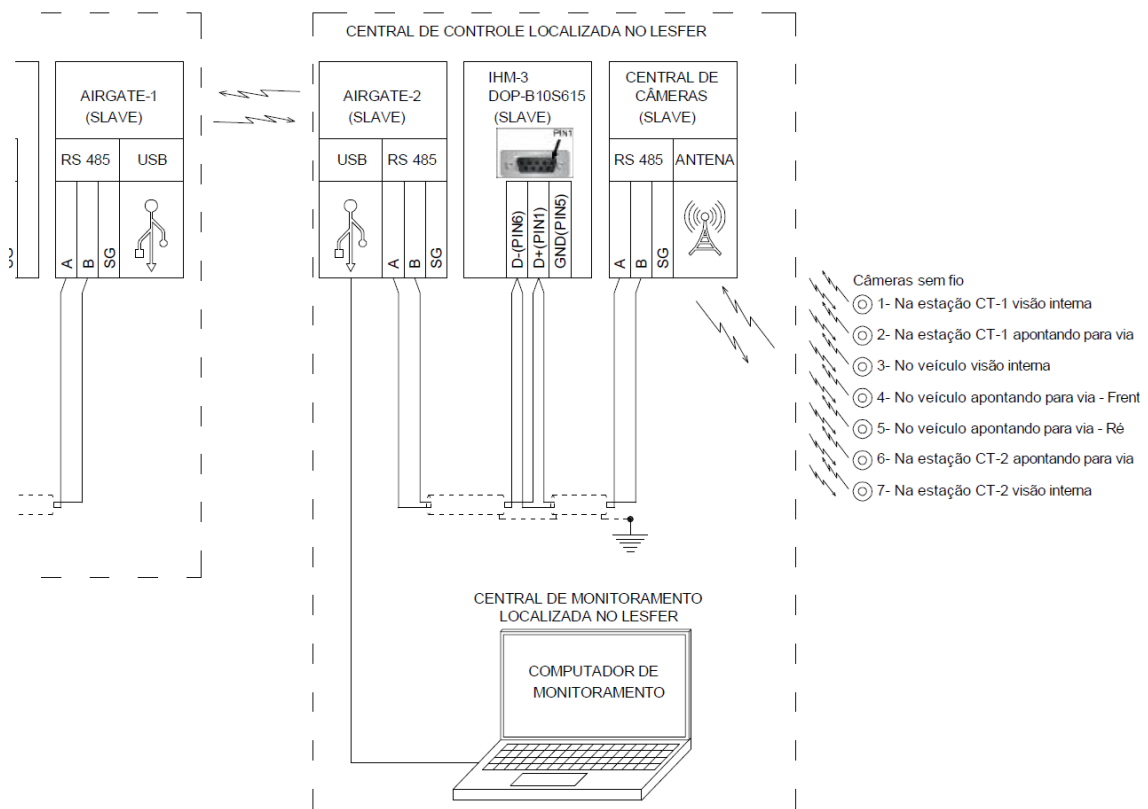 CENTRAL DE CONTROLE LOCALIZADA NO LESFER
AIRGATE-1
(SLAVE)
RS 485
USB
SG
A
B
SG
AIRGATE-2
(SLAVE)
USB
RS 485
A
B
SG
IHM-3
DOP-B10S615
(SLAVE)
PIN1
D-(PIN6)
D+(PIN1)
GND(PIN5)
CENTRAL DE
CÂMERAS
(SLAVE)
RS 485
ANTENA
A
B
SG
Câmeras sem fio
1- Na estação CT-1 visão interna
2- Na estação CT-1 apontando para via
3- No veículo visão interna
4- No veículo apontando para via - Frent
5- No veículo apontando para via - Ré
6- Na estação CT-2 apontando para via
7- Na estação CT-2 visão interna
CENTRAL DE MONITORAMENTO
LOCALIZADA NO LESFER
COMPUTADOR DE
MONITORAMENTO